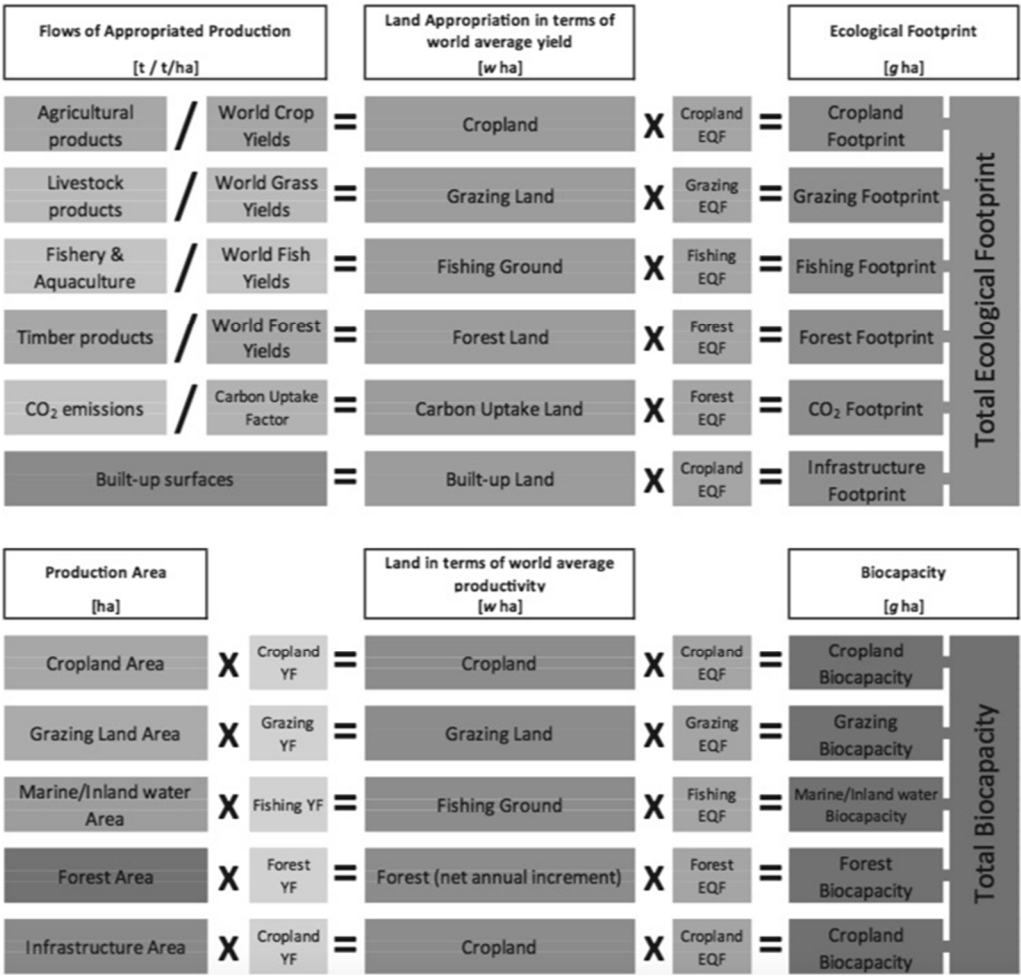 Flows of Appropriated Production
[t / t/ha]
Land Appropriation in terms of
world average yield
[w ha]
Ecological Footprint
[g ha]
Agricultural
products
/
World Crop
Yields
=
Cropland
X
Cropland
EQF
=
Cropland
Footprint
Livestock
products
/
World Grass
Yields
=
Grazing Land
X
Grazing
EQF
=
Grazing Footprint
Fishery &
Aquaculture
/
World Fish
Yields
=
Fishing Ground
X
Fishing
EQF
=
Fishing Footprint
Timber products
/
World Forest
Yields
=
Forest Land
X
Forest
EQF
=
Forest Footprint
CO₂ emissions
/
Carbon Uptake
Factor
=
Carbon Uptake Land
X
Forest
EQF
=
CO₂ Footprint
Built-up surfaces
=
Built-up Land
X
Cropland
EQF
=
Infrastructure
Footprint
Total Ecological Footprint
Production Area
[ha]
Land in terms of world average
productivity
[w ha]
Biocapacity
[g ha]
Cropland Area
X
Cropland
YF
=
Cropland
X
Cropland
EQF
=
Cropland
Biocapacity
Grazing Land Area
X
Grazing
YF
=
Grazing Land
X
Grazing
EQF
=
Grazing
Biocapacity
Marine/Inland water
Area
X
Fishing YF
=
Fishing Ground
X
Fishing
EQF
=
Marine/Inland water
Biocapacity
Forest Area
X
Forest
YF
=
Forest (net annual increment)
X
Forest
EQF
=
Forest
Biocapacity
Infrastructure Area
X
Cropland
YF
=
Cropland
X
Cropland
EQF
=
Cropland
Biocapacity
Total Biocapacity